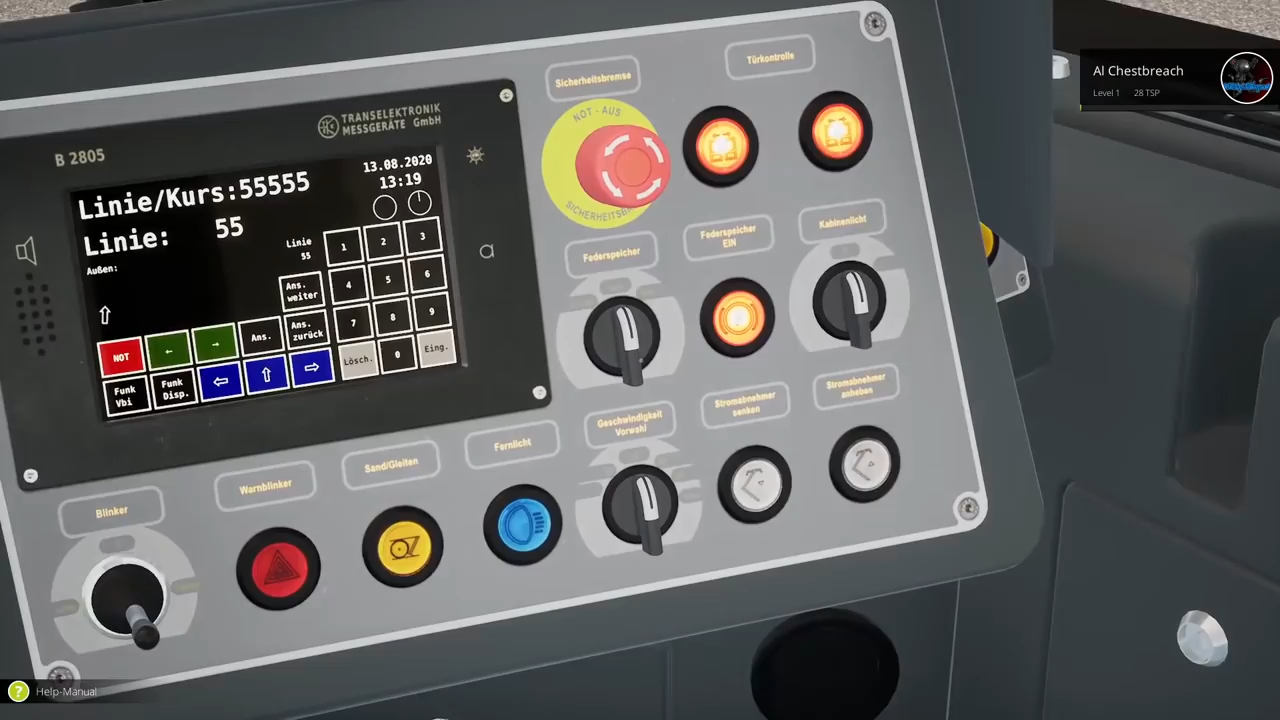 Al Chestbreach
Level 1 28 TSP
TRANSELEKTRONIK
MESSGERÄTE GmbH
B 2805
Linie/Kurs:55555
13.08.2020
13:19
Linie: 55
Außen:
Linie
55
1 2 3
Ans.
weiter
4 5 6
NOT ← → Ans.
Ans.
zurück
7 8 9
Funk
Vbi
Funk
Disp.
⇦ ⇧ ⇨
Lösch. 0 Eing.
Sicherheitsbremse
Türkontrolle
NOT - AUS
Federspeicher
Federspeicher
EIN
Kabinenlicht
Geschwindigkeit
Vorwahl
Stromabnehmer
senken
Stromabnehmer
anheben
Blinker
Warnblinker
Sand/Gleiten
Fernlicht
Help-Manual